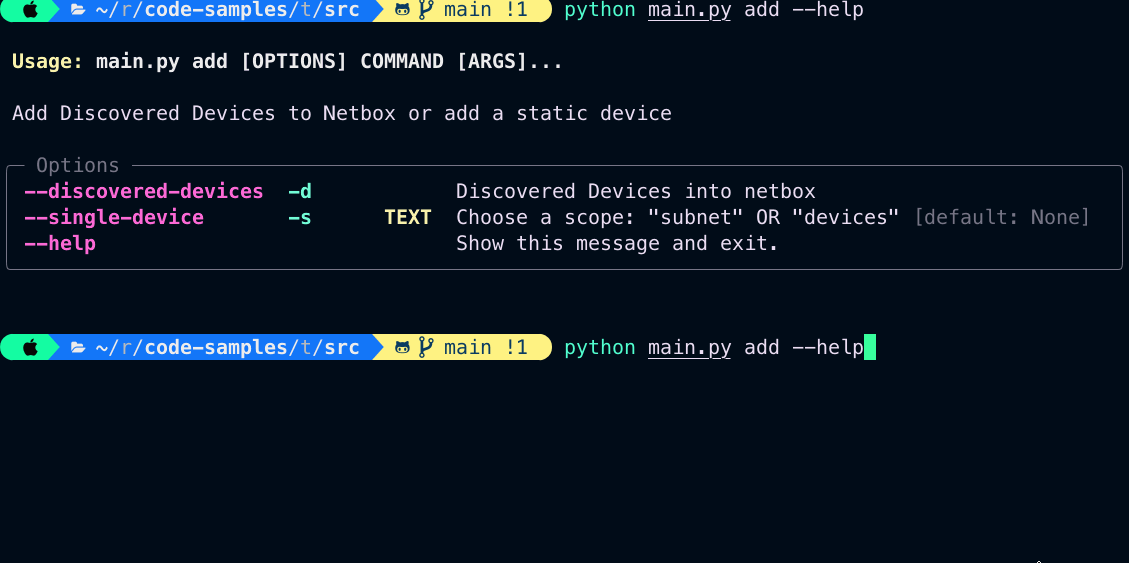 ~/r/code-samples/t/src main !1 python main.py add --help
Usage: main.py add [OPTIONS] COMMAND [ARGS]...
Add Discovered Devices to Netbox or add a static device
Options
--discovered-devices -d Discovered Devices into netbox
--single-device -s TEXT Choose a scope: "subnet" OR "devices" [default: None]
--help Show this message and exit.
~/r/code-samples/t/src main !1 python main.py add --help